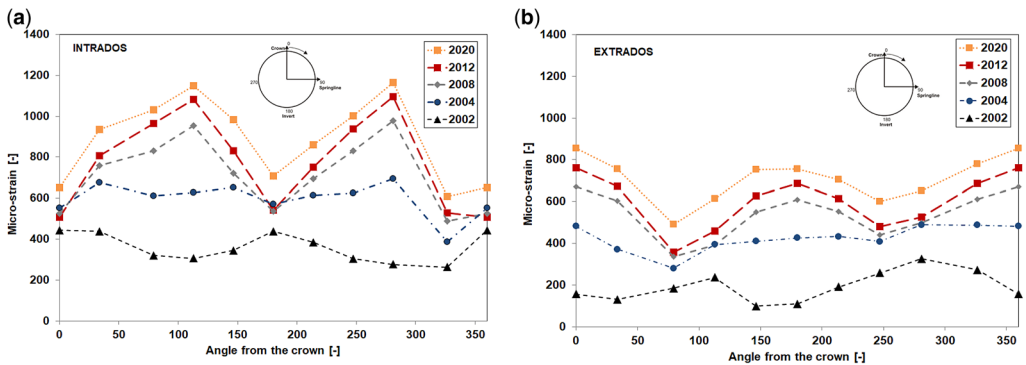 (a)
INTRADOS
1400
1200
1000
800
600
400
200
0
Micro-strain [-]
0 50 100 150 200 250 300 350
Angle from the crown [-]
Crown
0
270
90
Springline
180
Invert
2020
2012
2008
2004
2002
(b)
EXTRADOS
1400
1200
1000
800
600
400
200
0
Micro-strain [-]
0 50 100 150 200 250 300 350
Angle from the crown [-]
Crown
0
270
90
Springline
180
Invert
2020
2012
2008
2004
2002